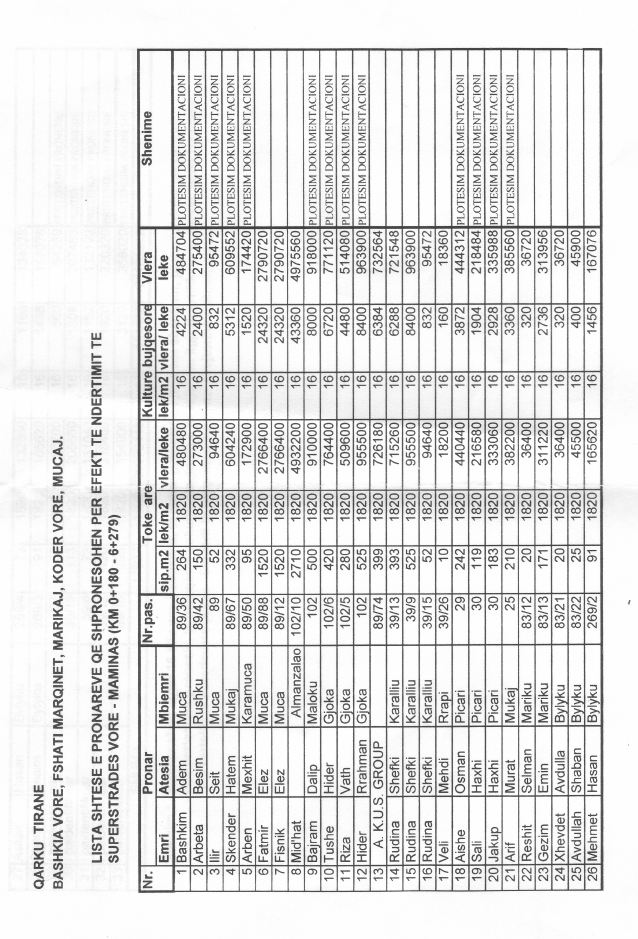 QARKU TIRANE
BASHKIA VORE, FSHATI MARQINET, MARIKAJ, KODER VORE, MUCAJ.
LISTA SHTESE E PRONAREVE QE SHPRONESOHEN PER EFEKT TE NDERTIMIT TE
SUPERSTRADES VORE - MAMINAS (KM 0+180 - 6+279)
Nr. Pronar Nr.pas. Toke are Kulture bujqesore Vlera Shenime
Emri Atesia Mbiemri sip.m2 lek/m2 vlera/leke lek/m2 vlera/ leke leke
1 Bashkim Adem Muca 89/36 264 1820 480480 16 4224 484704 PLOTESIM DOKUMENTACIONI
2 Arbeta Besim Rushku 89/42 150 1820 273000 16 2400 275400 PLOTESIM DOKUMENTACIONI
3 Ilir Seit Muca 89 52 1820 94640 16 832 95472 PLOTESIM DOKUMENTACIONI
4 Skender Hatem Mukaj 89/67 332 1820 604240 16 5312 609552 PLOTESIM DOKUMENTACIONI
5 Arben Mexhit Karamuca 89/50 95 1820 172900 16 1520 174420 PLOTESIM DOKUMENTACIONI
6 Fatmir Elez Muca 89/88 1520 1820 2766400 16 24320 2790720
7 Fisnik Elez Muca 89/12 1520 1820 2766400 16 24320 2790720
8 Mid'hat Almanzalao 102/10 2710 1820 4932200 16 43360 4975560
9 Bajram Dalip Maloku 102 500 1820 910000 16 8000 918000 PLOTESIM DOKUMENTACIONI
10 Tushe Hider Gjoka 102/6 420 1820 764400 16 6720 771120 PLOTESIM DOKUMENTACIONI
11 Riza Vath Gjoka 102/5 280 1820 509600 16 4480 514080 PLOTESIM DOKUMENTACIONI
12 Hider Rrahman Gjoka 102 525 1820 955500 16 8400 963900 PLOTESIM DOKUMENTACIONI
13 A. K.U.S. GROUP 89/74 399 1820 726180 16 6384 732564
14 Rudina Shefki Karalliu 39/13 393 1820 715260 16 6288 721548
15 Rudina Shefki Karalliu 39/9 525 1820 955500 16 8400 963900
16 Rudina Shefki Karalliu 39/15 52 1820 94640 16 832 95472
17 Veli Mehdi Rrapi 39/26 10 1820 18200 16 160 18360
18 Aishe Osman Picari 29 242 1820 440440 16 3872 444312 PLOTESIM DOKUMENTACIONI
19 Sali Haxhi Picari 30 119 1820 216580 16 1904 218484 PLOTESIM DOKUMENTACIONI
20 Jakup Haxhi Picari 30 183 1820 333060 16 2928 335988 PLOTESIM DOKUMENTACIONI
21 Arif Murat Mukaj 25 210 1820 382200 16 3360 385560 PLOTESIM DOKUMENTACIONI
22 Reshit Selman Mariku 83/12 20 1820 36400 16 320 36720
23 Gezim Emin Mariku 83/13 171 1820 311220 16 2736 313956
24 Xhevdet Avdulla Bylyku 83/21 20 1820 36400 16 320 36720
25 Avdullah Shaban Bylyku 83/22 25 1820 45500 16 400 45900
26 Mehmet Hasan Bylyku 269/2 91 1820 165620 16 1456 167076